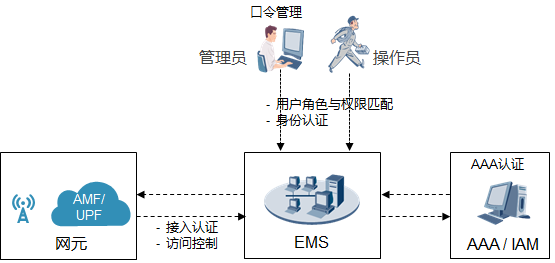 口令管理
管理员
操作员
- 用户角色与权限匹配
- 身份认证
AMF/
UPF
网元
- 接入认证
- 访问控制
EMS
AAA认证
AAA / IAM